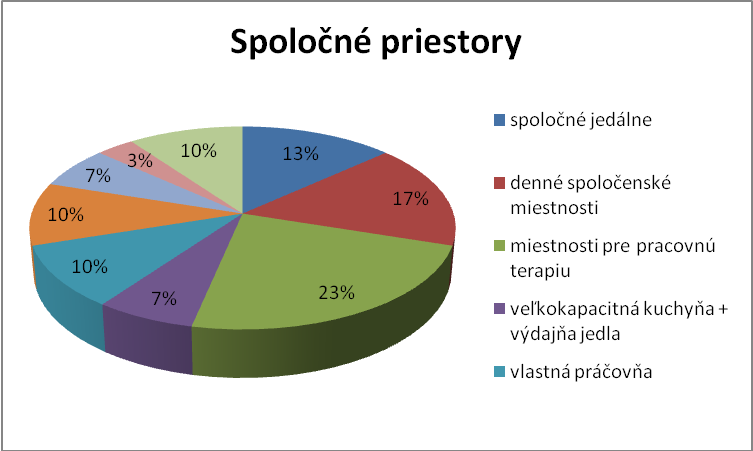 Spoločné priestory
13%
17%
23%
7%
10%
10%
7%
3%
10%
spoločné jedálne
denné spoločenské
miestnosti
miestnosti pre pracovnú
terapiu
veľkokapacitná kuchyňa +
výdajňa jedla
vlastná práčovňa